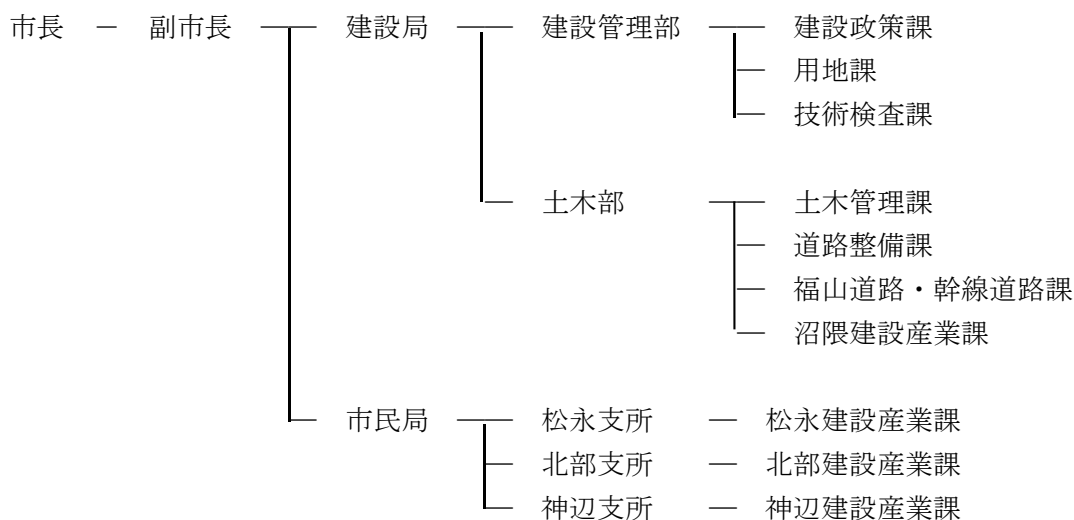 市長 － 副市長 建設局 建設管理部 建設政策課
用地課
技術検査課
土木部 土木管理課
道路整備課
福山道路・幹線道路課
沼隈建設産業課
市民局 松永支所 松永建設産業課
北部支所 北部建設産業課
神辺支所 神辺建設産業課